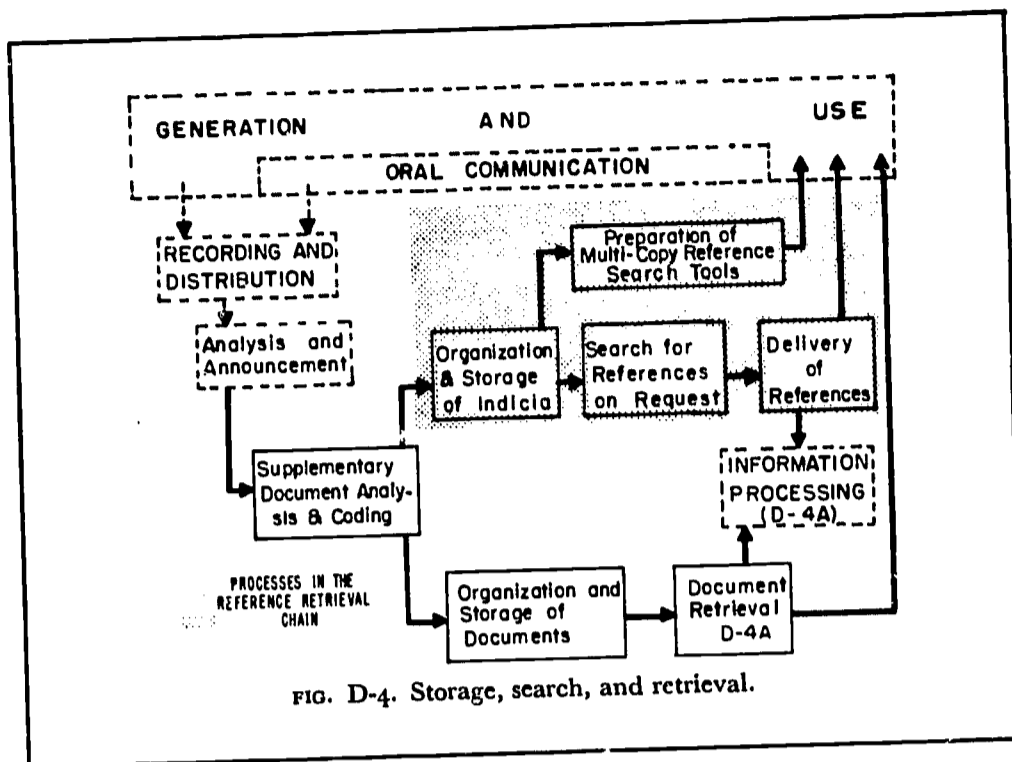 GENERATION AND USE
ORAL COMMUNICATION
RECORDING AND
DISTRIBUTION
Analysis and
Announcement
Preparation of
Multi-Copy Reference
Search Tools
Organization
& Storage
of Indicia
Search for
References
on Request
Delivery
of
References
Supplementary
Document Analy-
sis & Coding
INFORMATION
PROCESSING
(D-4A)
PROCESSES IN THE
REFERENCE RETRIEVAL
CHAIN
Organization and
Storage of
Documents
Document
Retrieval
D-4A
FIG. D-4. Storage, search, and retrieval.